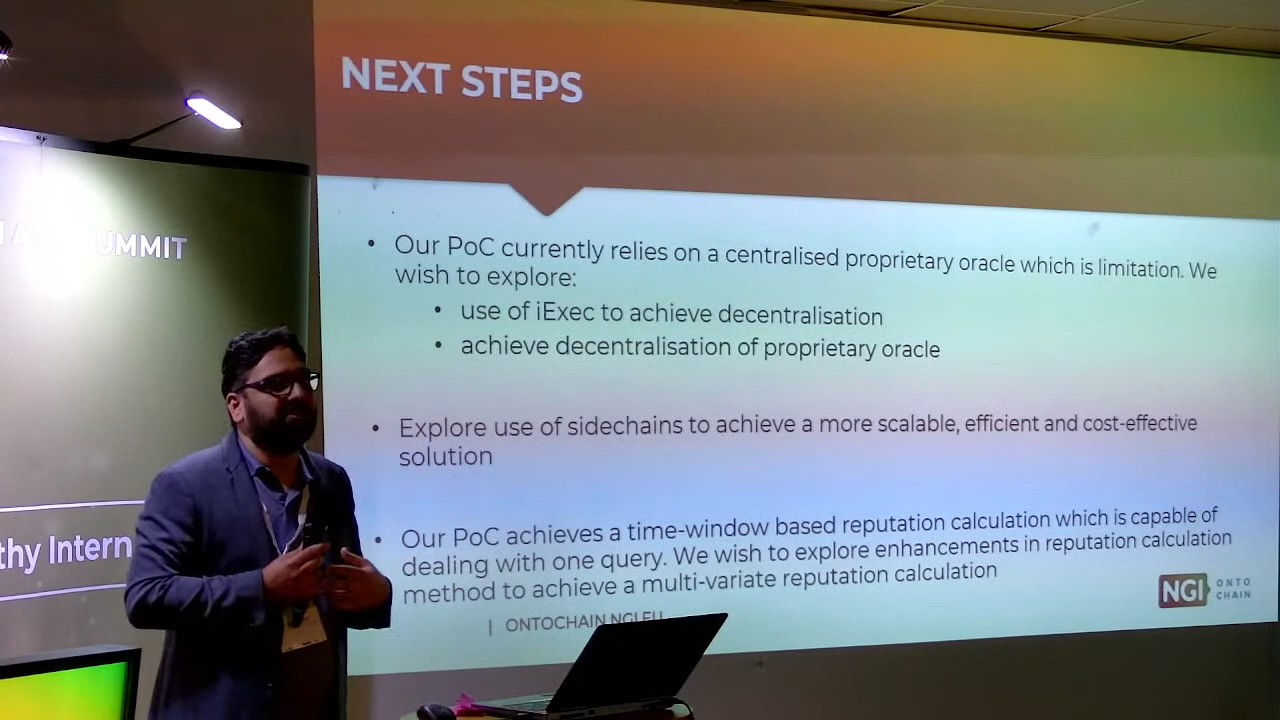 NEXT STEPS
UMMIT
• Our PoC currently relies on a centralised proprietary oracle which is limitation. We
wish to explore:
• use of iExec to achieve decentralisation
• achieve decentralisation of proprietary oracle
• Explore use of sidechains to achieve a more scalable, efficient and cost-effective
solution
• Our PoC achieves a time-window based reputation calculation which is capable of
dealing with one query. We wish to explore enhancements in reputation calculation
method to achieve a multi-variate reputation calculation
thy Intern
NGI ONTO
CHAIN
| ONTOCHAIN.NGI.EU